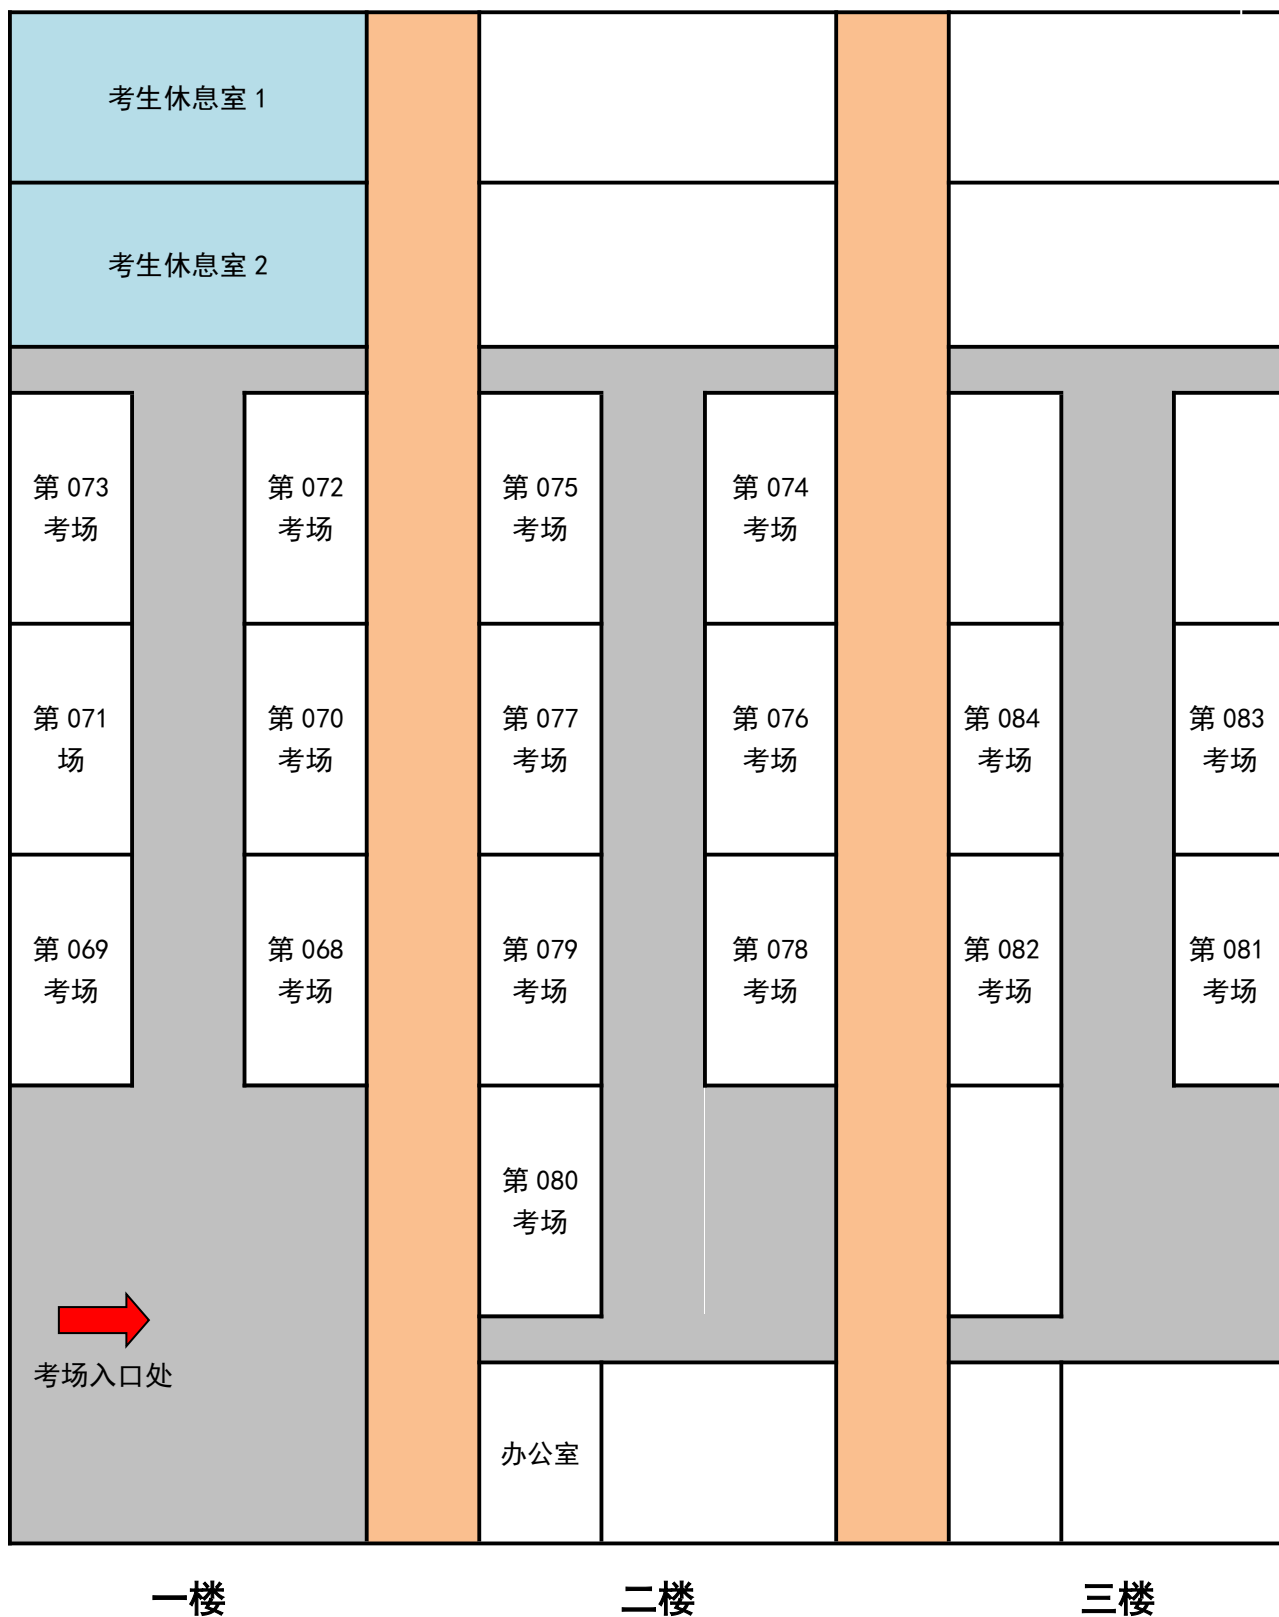 考生休息室 1
考生休息室 2
第 073
考场
第 072
考场
第 075
考场
第 074
考场
第 071
场
第 070
考场
第 077
考场
第 076
考场
第 084
考场
第 083
考场
第 069
考场
第 068
考场
第 079
考场
第 078
考场
第 082
考场
第 081
考场
第 080
考场
考场入口处
办公室
一楼
二楼
三楼